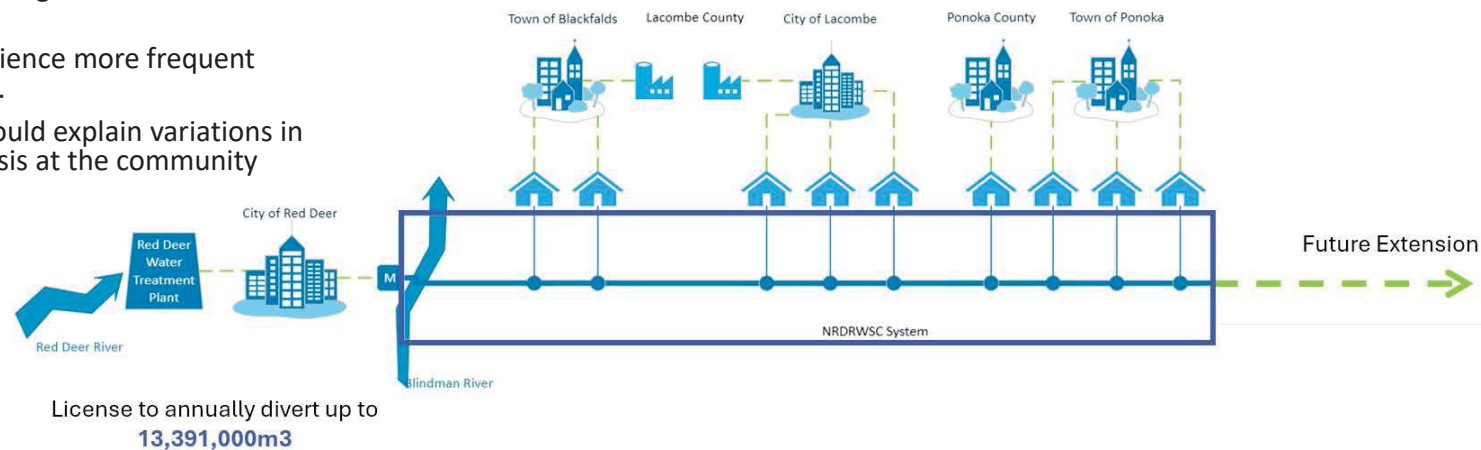 ience more frequent
.
ould explain variations in
sis at the community
Town of Blackfalds
Lacombe County
City of Lacombe
Ponoka County
Town of Ponoka
City of Red Deer
Red Deer
Water
Treatment
Plant
M
Future Extension
NRDRWSC System
Red Deer River
Blindman River
License to annually divert up to
13,391,000m3